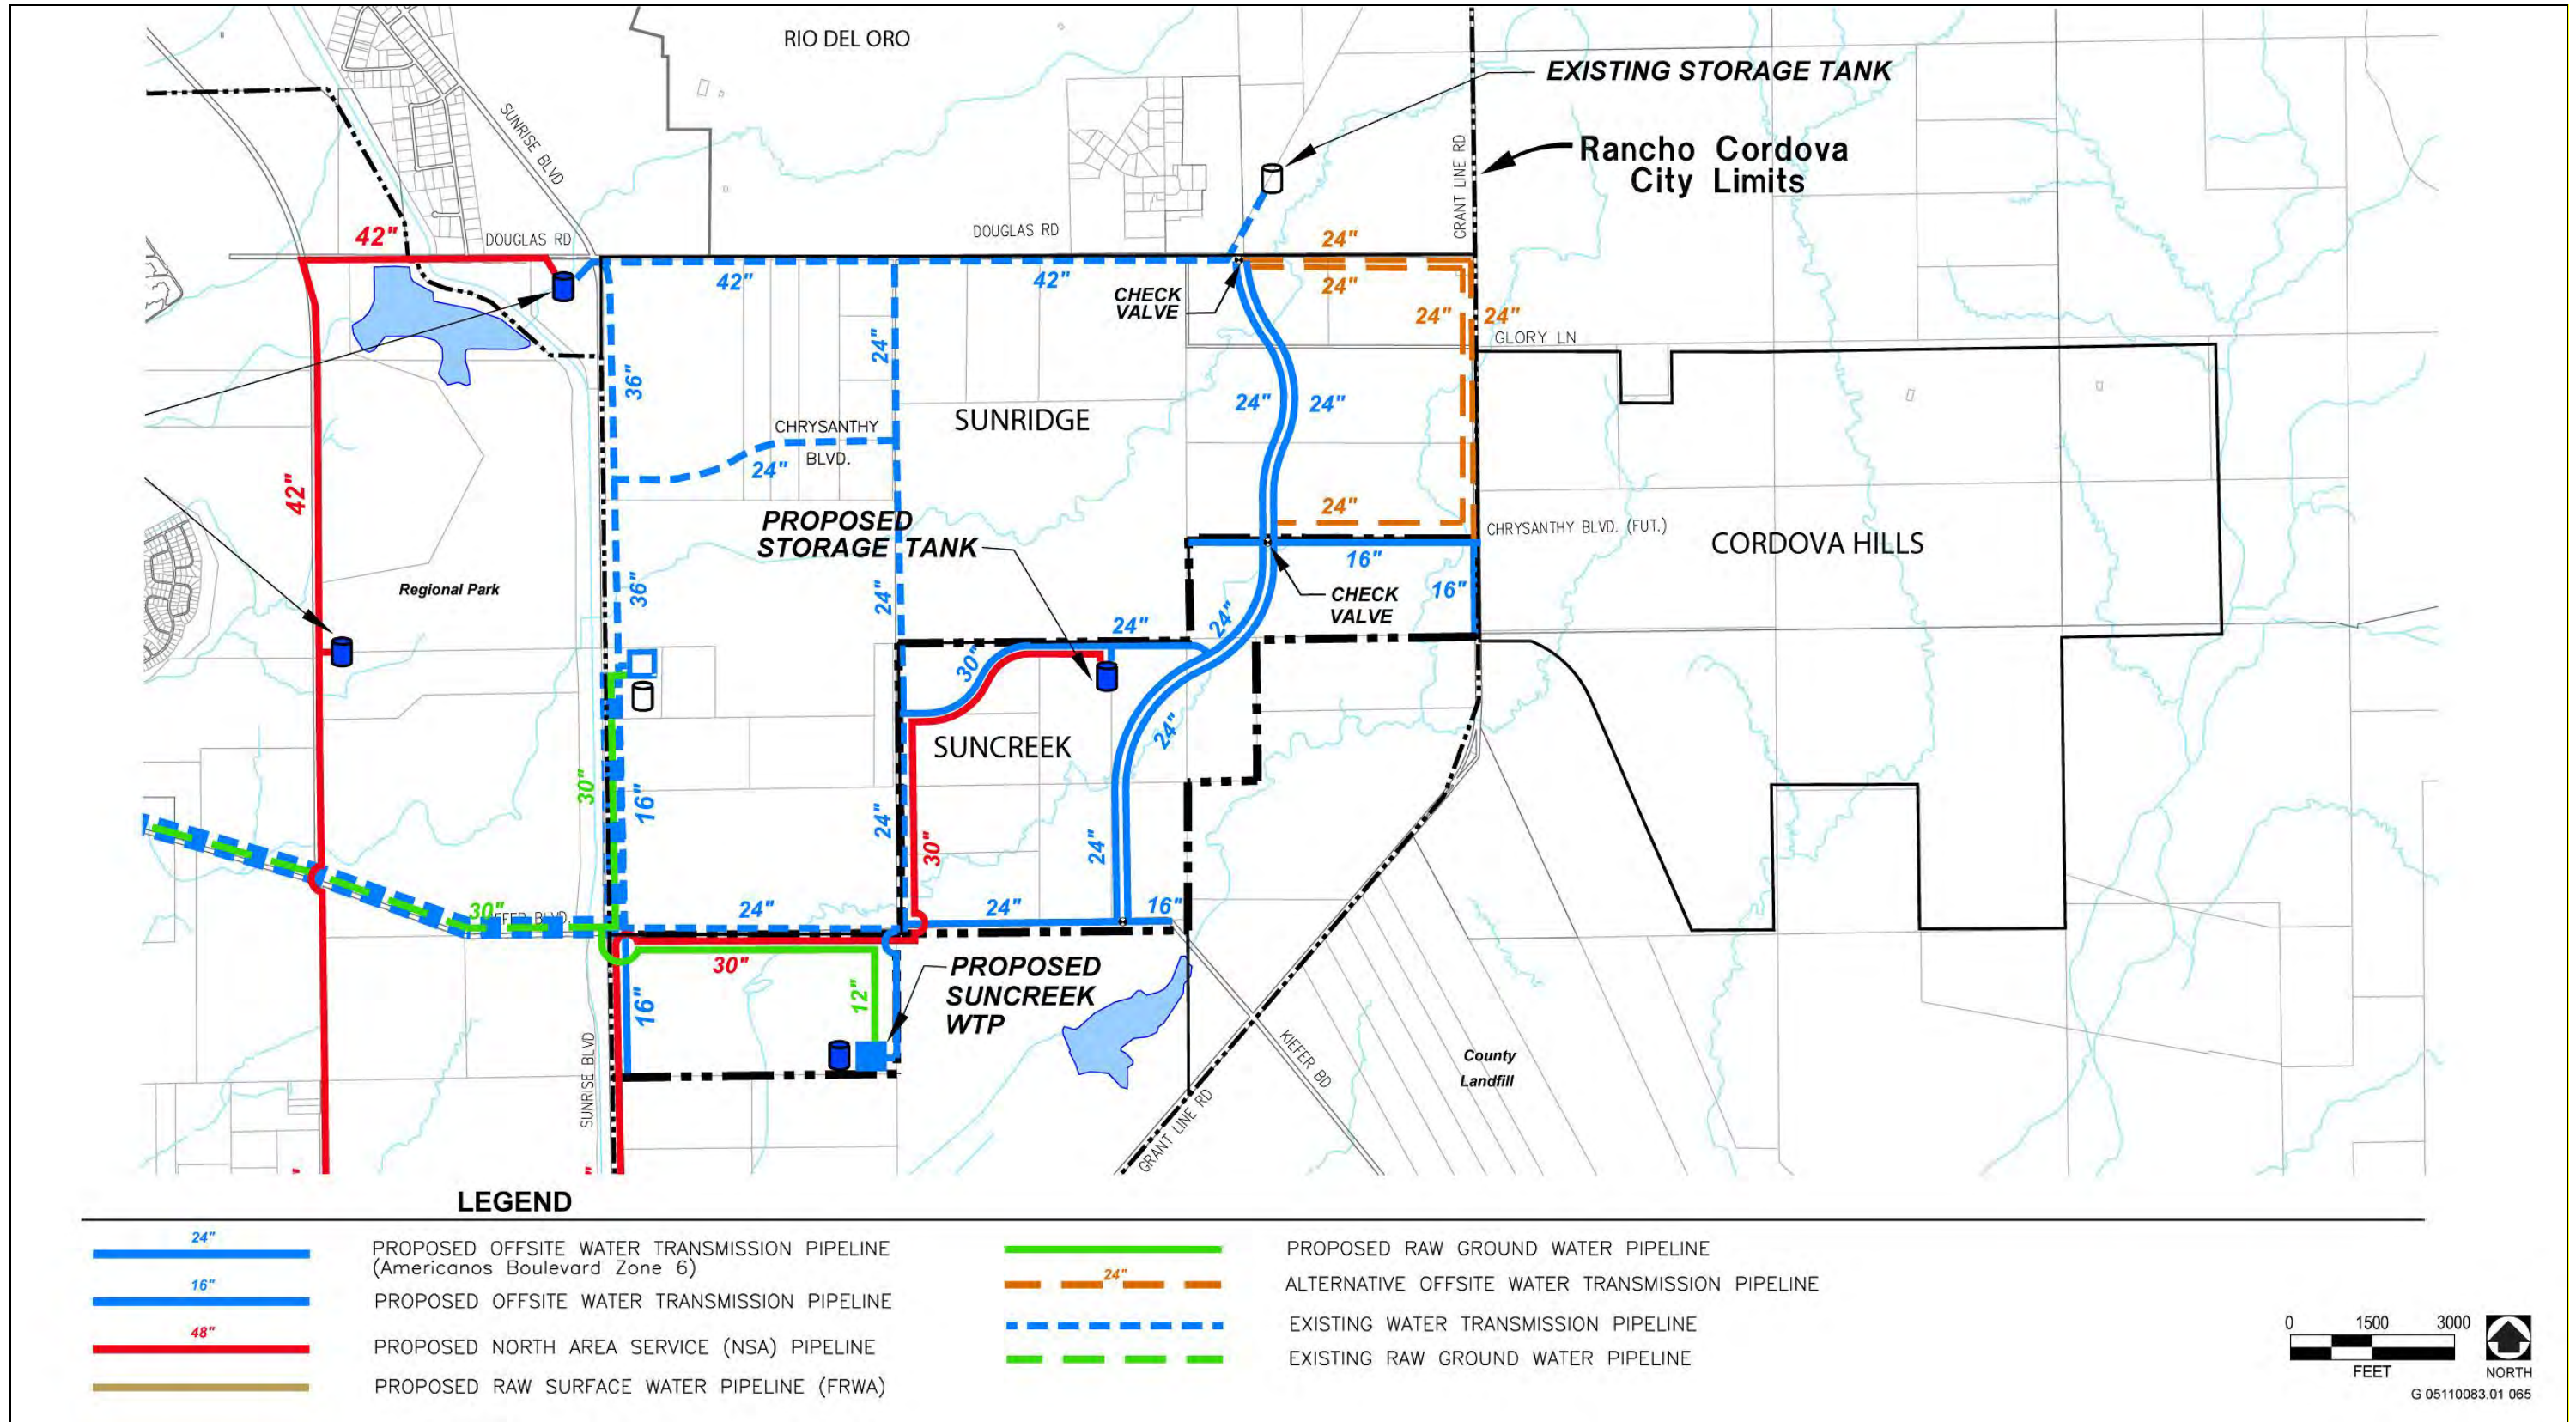 RIO DEL ORO
EXISTING STORAGE TANK
SUNRISE BLVD
GRANT LINE RD
Rancho Cordova
City Limits
42"
DOUGLAS RD
DOUGLAS RD
24"
42"
42"
24"
CHECK
VALVE
24"
24"
GLORY LN
36"
24"
24"
24"
CHRYSANTHY
BLVD.
24"
SUNRIDGE
42"
24"
PROPOSED
STORAGE TANK
CHRYSANTHY BLVD. (FUT.)
CORDOVA HILLS
16"
Regional Park
36"
24"
CHECK
VALVE
16"
24"
24"
30"
24"
SUNCREEK
30"
16"
24"
30"
24"
30"
EFER BLVD.
24"
24"
16"
30"
PROPOSED
SUNCREEK
WTP
16"
12"
SUNRISE BLVD
KIEFER BD
County
Landfill
GRANT LINE RD
"
"
LEGEND
24"
PROPOSED OFFSITE WATER TRANSMISSION PIPELINE
(Americanos Boulevard Zone 6)
16"
PROPOSED OFFSITE WATER TRANSMISSION PIPELINE
48"
PROPOSED NORTH AREA SERVICE (NSA) PIPELINE
PROPOSED RAW SURFACE WATER PIPELINE (FRWA)
PROPOSED RAW GROUND WATER PIPELINE
24"
ALTERNATIVE OFFSITE WATER TRANSMISSION PIPELINE
EXISTING WATER TRANSMISSION PIPELINE
EXISTING RAW GROUND WATER PIPELINE
0 1500 3000
FEET
NORTH
G 05110083.01 065